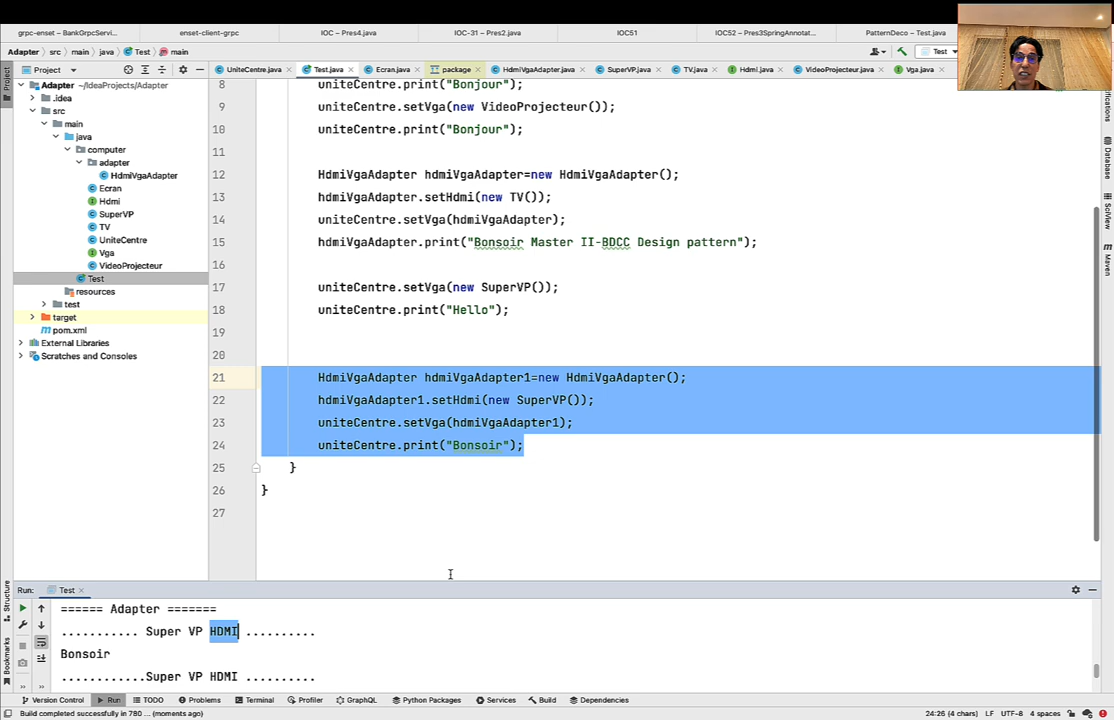 grpc-enset – BankGrpcServi...
enset-client-grpc
IOC – Pres4.java
IOC-31 – Pres2.java
IOC51
IOC52 – Pres3SpringAnnotat...
PatternDeco – Test.java
Adapter › src › main › java › Test › main
Test
Project
UniteCentre.java
Test.java
Ecran.java
package
HdmiVgaAdapter.java
SuperVP.java
TV.java
Hdmi.java
VideoProjecteur.java
Vga.java
Adapter ~/IdeaProjects/Adapter
.idea
src
main
java
computer
adapter
HdmiVgaAdapter
Ecran
Hdmi
SuperVP
TV
UniteCentre
Vga
VideoProjecteur
Test
resources
test
target
pom.xml
External Libraries
Scratches and Consoles
8 uniteCentre.print("Bonjour");
9 uniteCentre.setVga(new VideoProjecteur());
10 uniteCentre.print("Bonjour");
11
12 HdmiVgaAdapter hdmiVgaAdapter=new HdmiVgaAdapter();
13 hdmiVgaAdapter.setHdmi(new TV());
14 uniteCentre.setVga(hdmiVgaAdapter);
15 hdmiVgaAdapter.print("Bonsoir Master II-BDCC Design pattern");
16
17 uniteCentre.setVga(new SuperVP());
18 uniteCentre.print("Hello");
19
20
21 HdmiVgaAdapter hdmiVgaAdapter1=new HdmiVgaAdapter();
22 hdmiVgaAdapter1.setHdmi(new SuperVP());
23 uniteCentre.setVga(hdmiVgaAdapter1);
24 uniteCentre.print("Bonsoir");
25 }
26 }
27
Project
Database
SciView
Maven
Structure
Bookmarks
Run: Test
====== Adapter =======
........... Super VP HDMI ..........
Bonsoir
............Super VP HDMI ..........
Version Control
Run
TODO
Problems
Terminal
Profiler
GraphQL
Python Packages
Services
Build
Dependencies
Build completed successfully in 780 ... (moments ago)
24:26 (4 chars) LF UTF-8 4 spaces